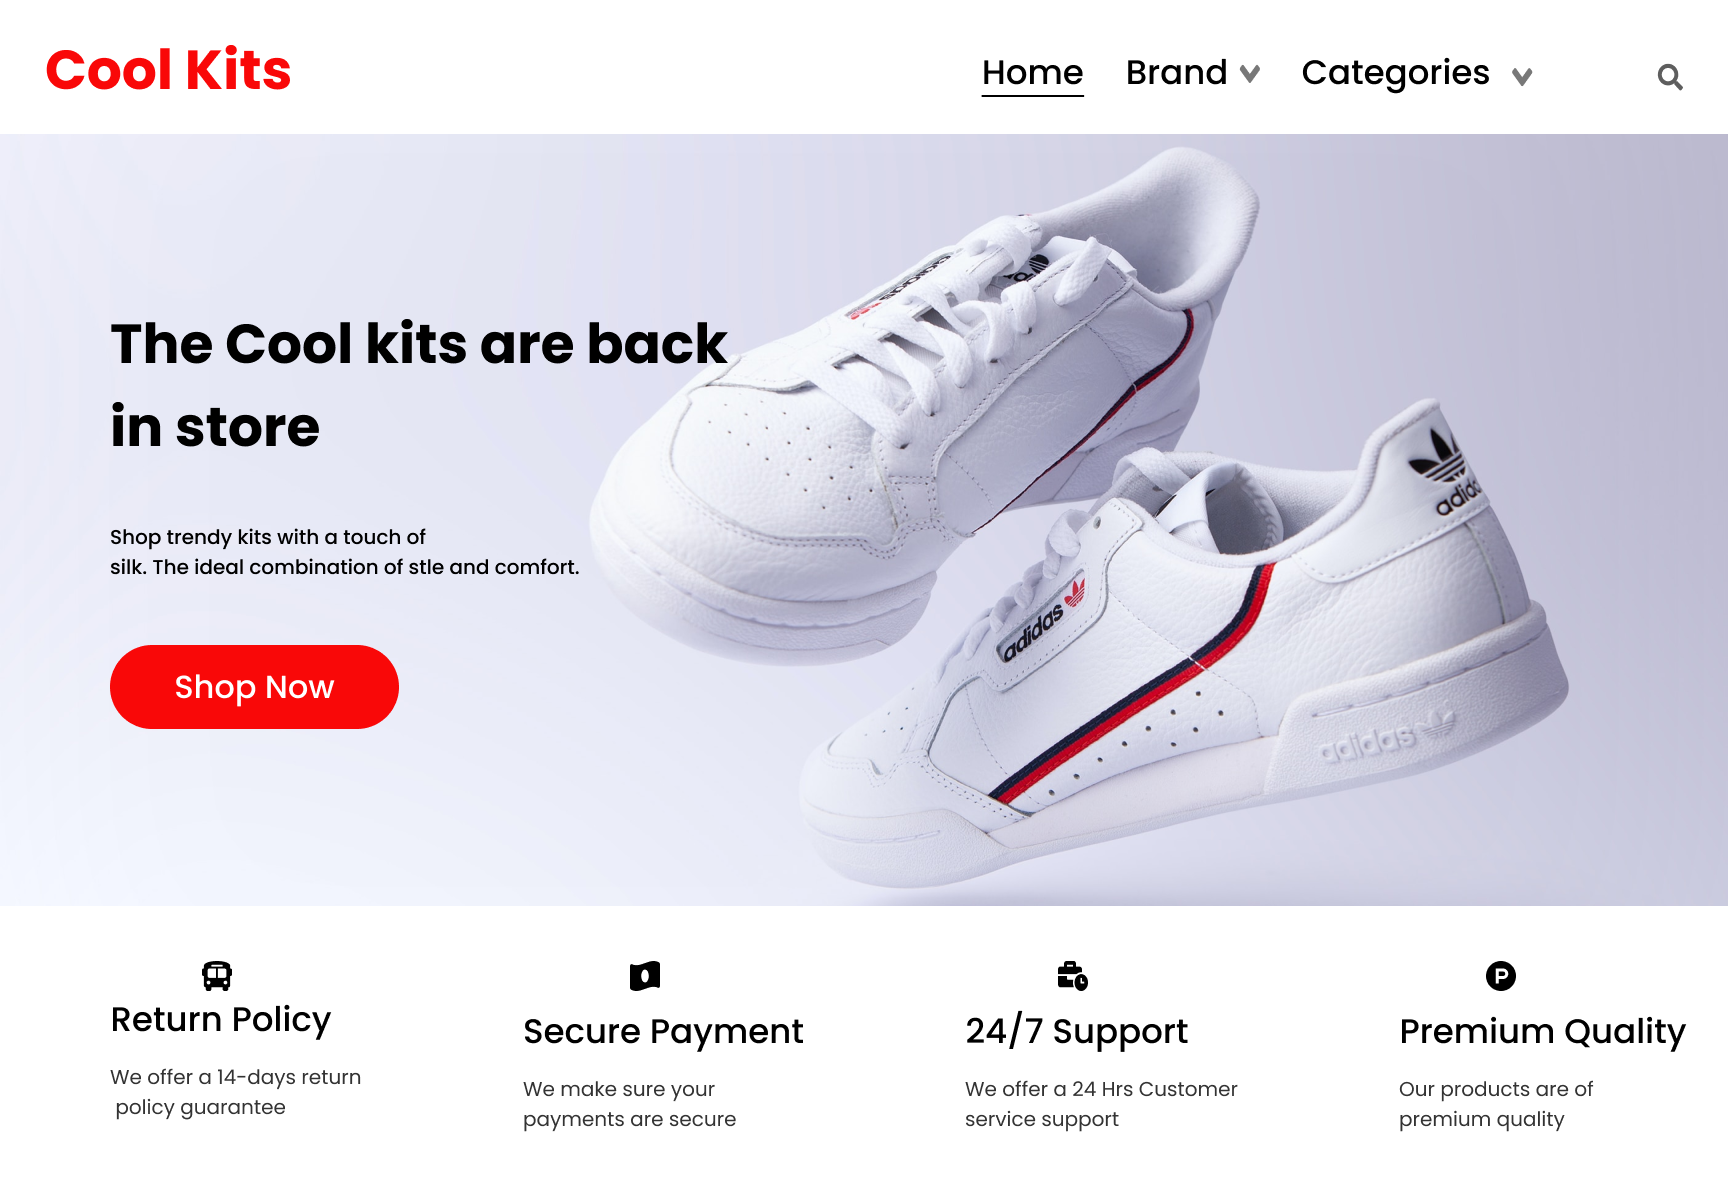 Cool Kits
Home Brand Categories
The Cool kits are back
in store
Shop trendy kits with a touch of
silk. The ideal combination of stle and comfort.
Shop Now
adidas
adidas
adidas
adidas
Return Policy
We offer a 14-days return
policy guarantee
Secure Payment
We make sure your
payments are secure
24/7 Support
We offer a 24 Hrs Customer
service support
P
Premium Quality
Our products are of
premium quality